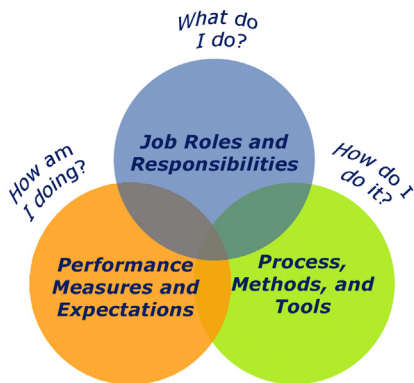 What do
I do?
Job Roles and
Responsibilities
How am
I doing?
How do I
do it?
Performance
Measures and
Expectations
Process,
Methods, and
Tools